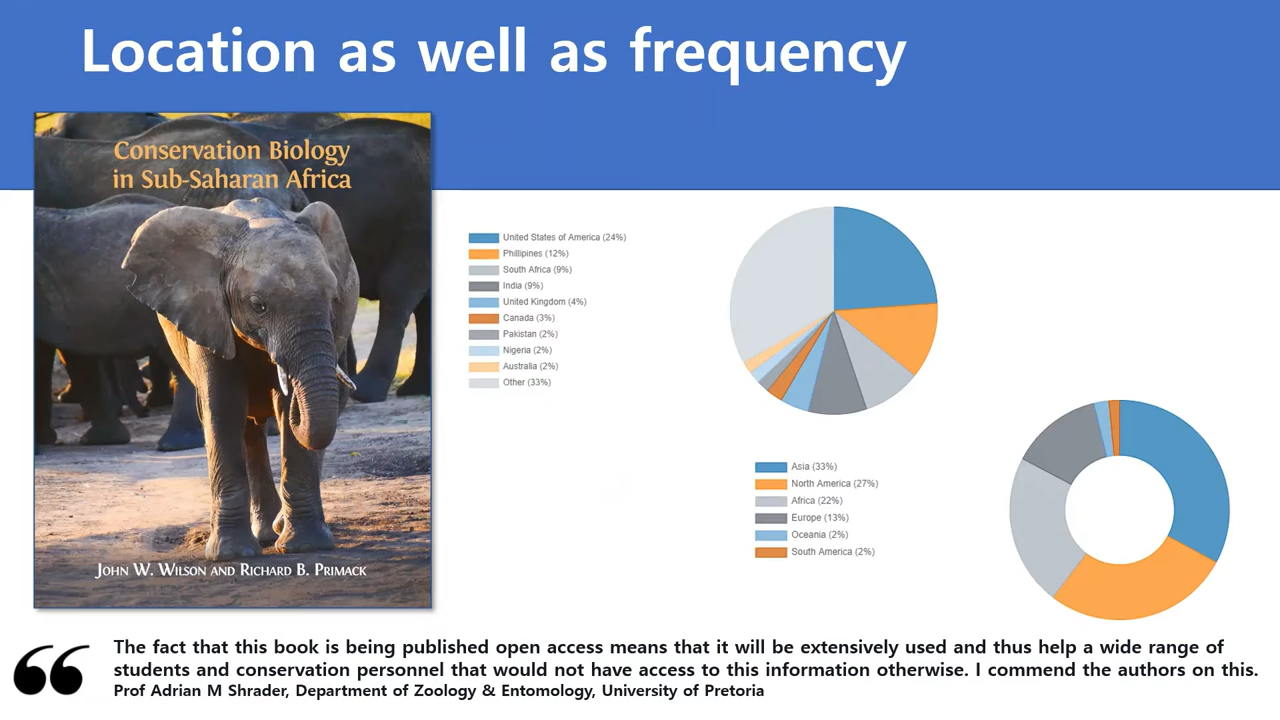 Location as well as frequency
Conservation Biology
in Sub-Saharan Africa
John W. Wilson and Richard B. Primack
United States of America (24%)
Phillipines (12%)
South Africa (9%)
India (9%)
United Kingdom (4%)
Canada (3%)
Pakistan (2%)
Nigeria (2%)
Australia (2%)
Other (33%)
Asia (33%)
North America (27%)
Africa (22%)
Europe (13%)
Oceania (2%)
South America (2%)
The fact that this book is being published open access means that it will be extensively used and thus help a wide range of
students and conservation personnel that would not have access to this information otherwise. I commend the authors on this.
Prof Adrian M Shrader, Department of Zoology & Entomology, University of Pretoria